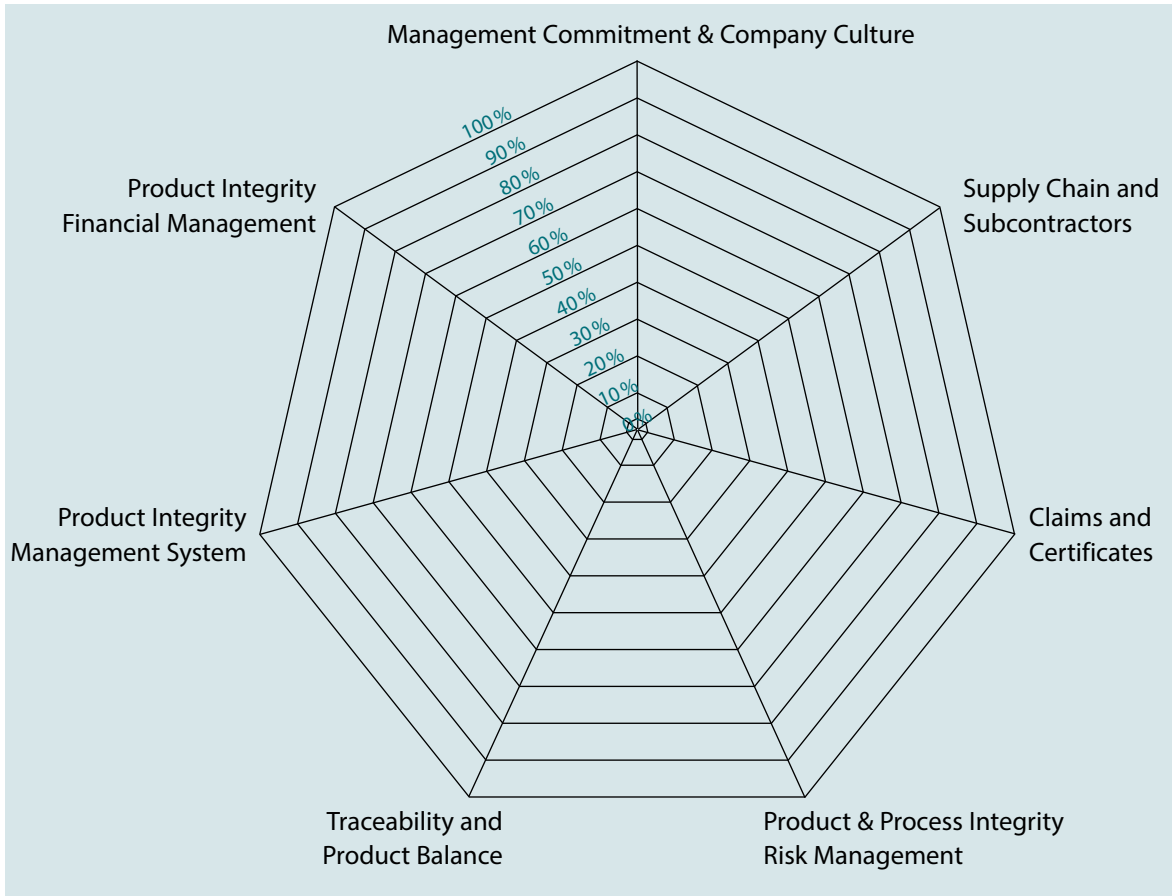 Management Commitment & Company Culture
100 %
90 %
80 %
70 %
60 %
50 %
40 %
30 %
20 %
10 %
0 %
Supply Chain and
Subcontractors
Claims and
Certificates
Product & Process Integrity
Risk Management
Traceability and
Product Balance
Product Integrity
Management System
Product Integrity
Financial Management